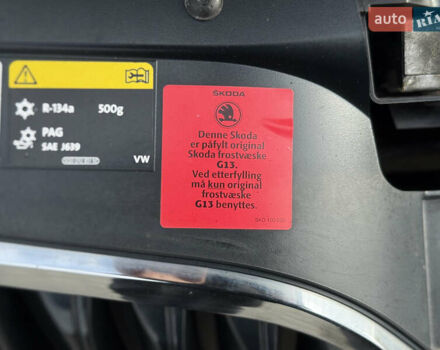 auto
RIA
R-134a 500g
PAG
SAE J639
VW
ŠKODA
Denne Skoda
er påfylt original
Skoda frostvæske
G13.
Ved etterfylling
må kun original
frostvæske
G13 benyttes.